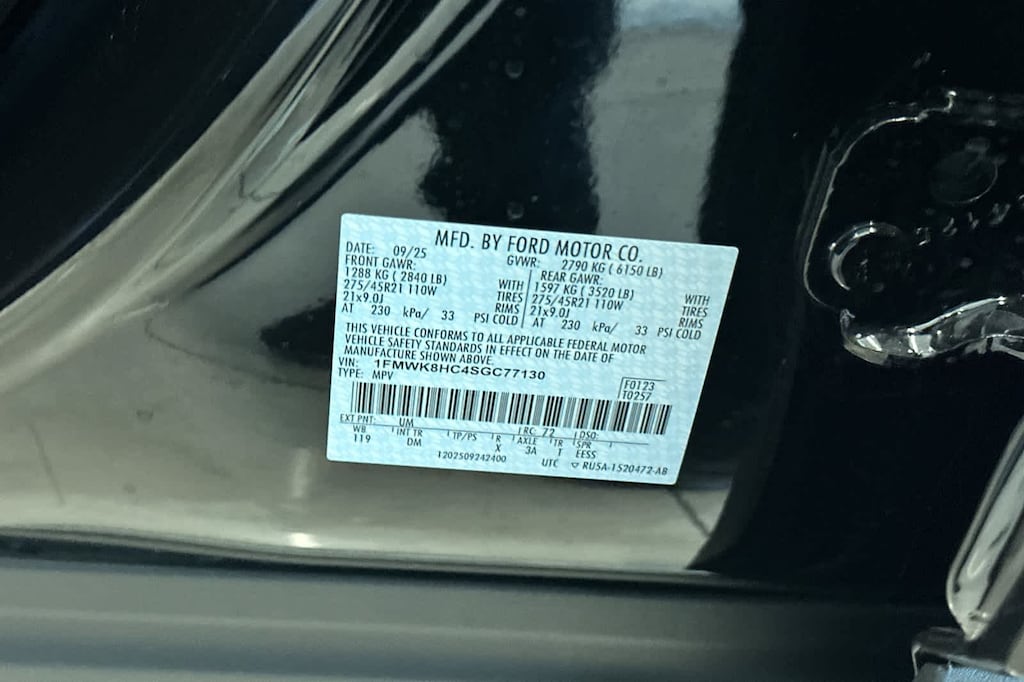 MFD. BY FORD MOTOR CO.
DATE: 09/25 GVWR: 2790 KG ( 6150 LB)
FRONT GAWR: REAR GAWR:
1288 KG ( 2840 LB) WITH 1597 KG ( 3520 LB) WITH
275/45R21 110W TIRES 275/45R21 110W TIRES
21x9.0J RIMS 21x9.0J RIMS
AT 230 kPa/ 33 PSI COLD AT 230 kPa/ 33 PSI COLD
THIS VEHICLE CONFORMS TO ALL APPLICABLE FEDERAL MOTOR
VEHICLE SAFETY STANDARDS IN EFFECT ON THE DATE OF
MANUFACTURE SHOWN ABOVE.
VIN: 1FMWK8HC4SGC77130
TYPE: MPV
F0123
T0257
EXT PNT: UM RC: 72 DSO:
WB INT TR TP/PS R AXLE TR SPR
119 DM X 3A T EESS
1202509242400 UTC ▽ RU5A-1520472-AB